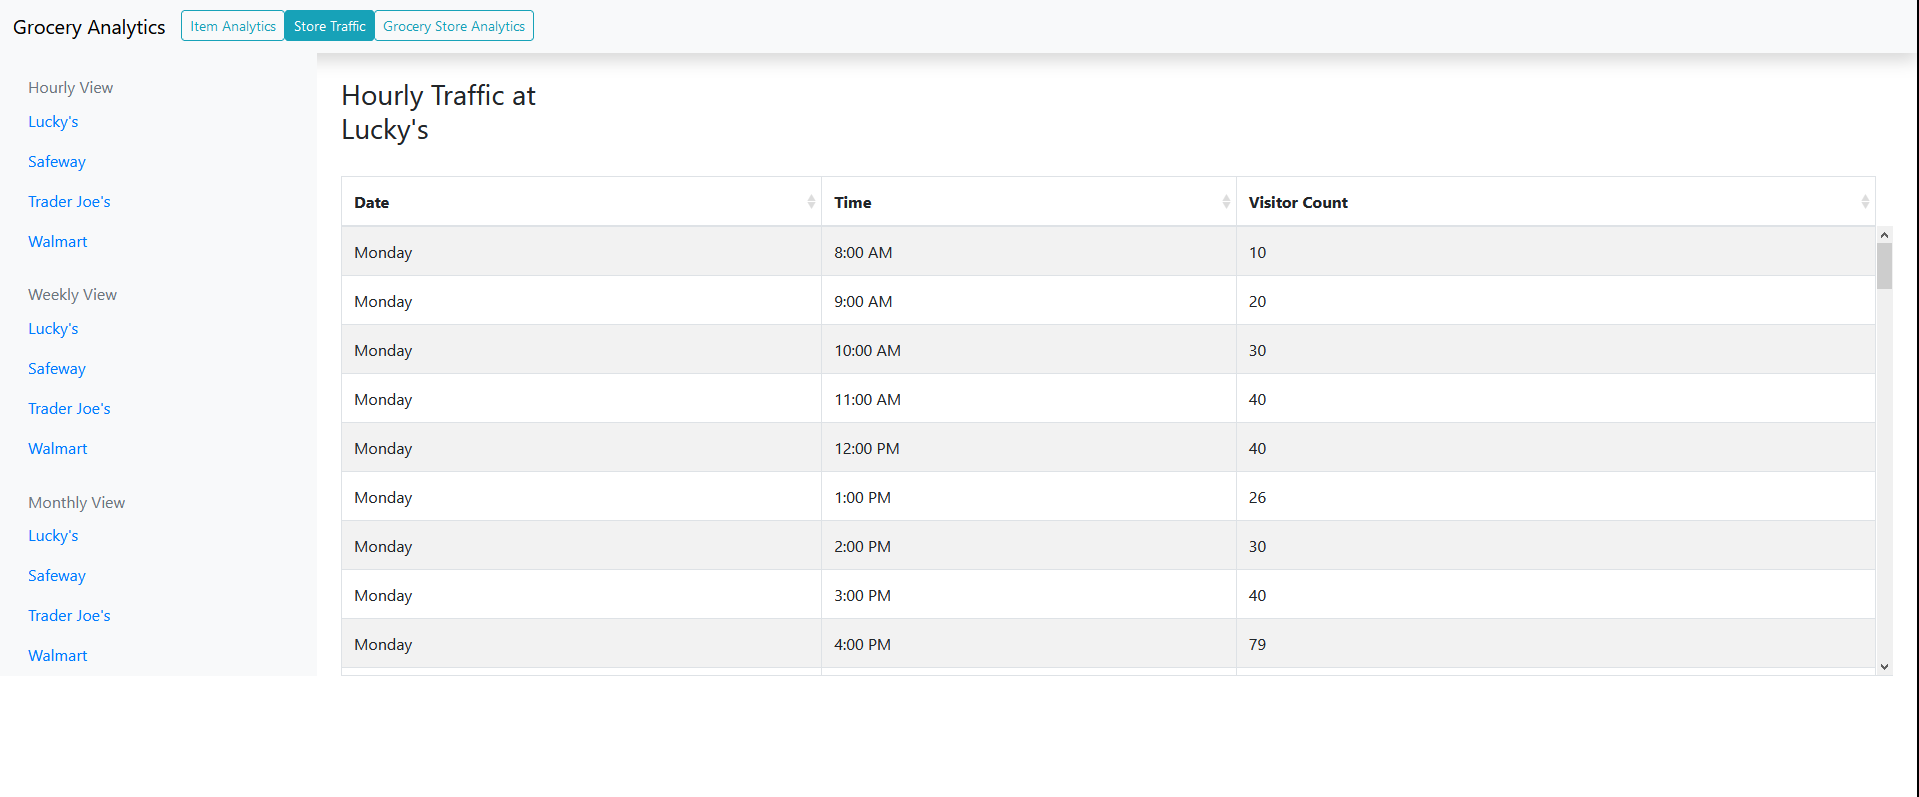 Grocery Analytics Item Analytics Store Traffic Grocery Store Analytics
Hourly View
Lucky's
Safeway
Trader Joe's
Walmart
Weekly View
Lucky's
Safeway
Trader Joe's
Walmart
Monthly View
Lucky's
Safeway
Trader Joe's
Walmart
Hourly Traffic at
Lucky's
Date Time Visitor Count
Monday 8:00 AM 10
Monday 9:00 AM 20
Monday 10:00 AM 30
Monday 11:00 AM 40
Monday 12:00 PM 40
Monday 1:00 PM 26
Monday 2:00 PM 30
Monday 3:00 PM 40
Monday 4:00 PM 79